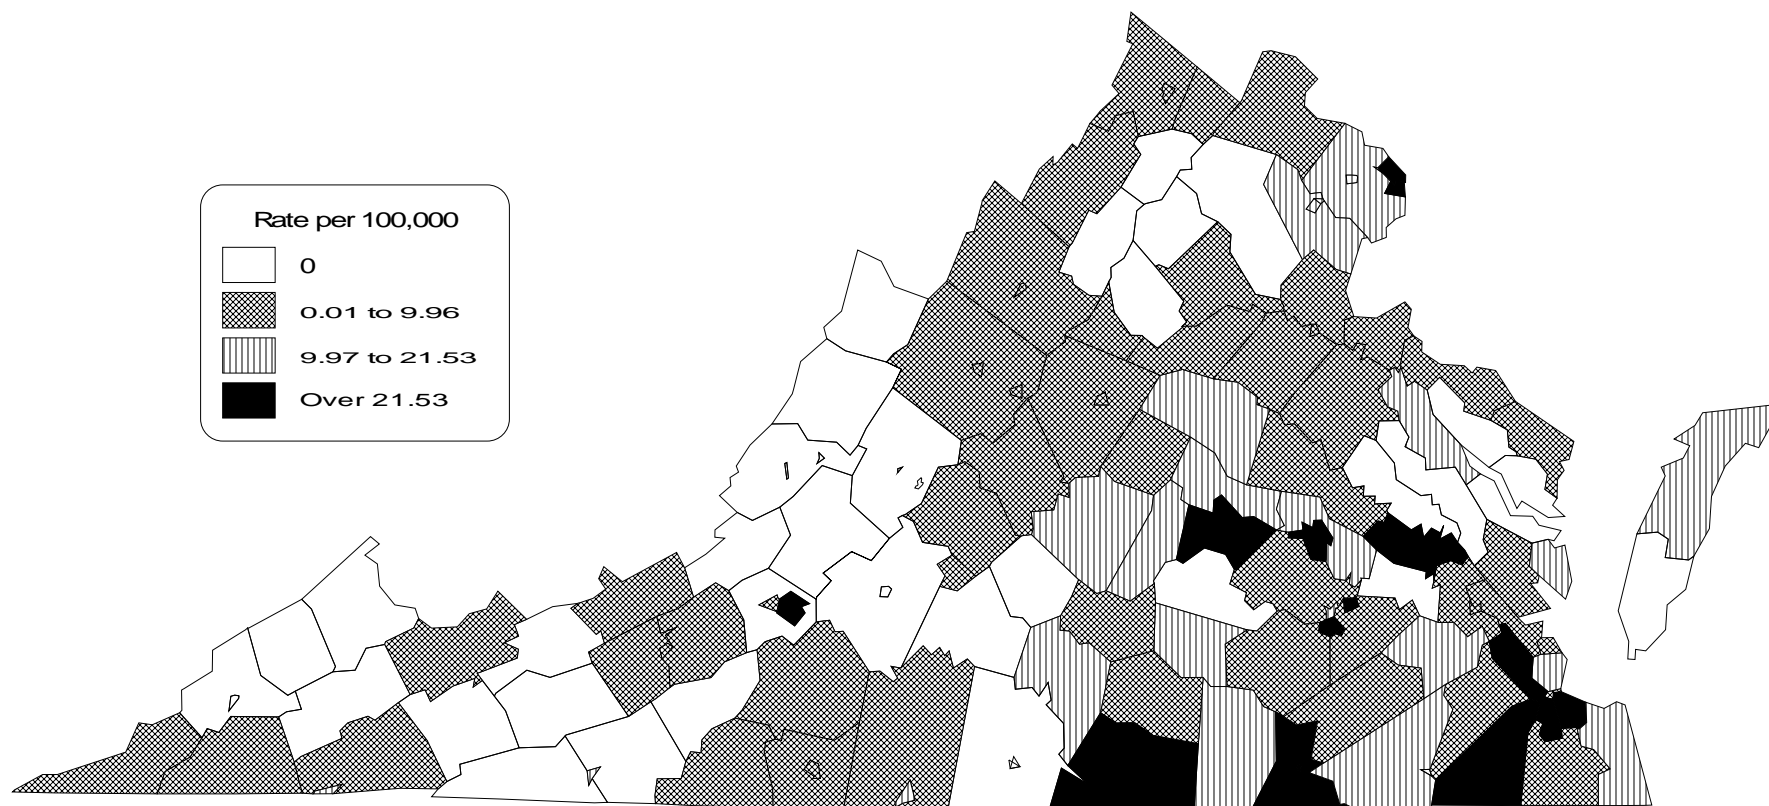 Rate per 100,000
0
0.01 to 9.96
9.97 to 21.53
Over 21.53